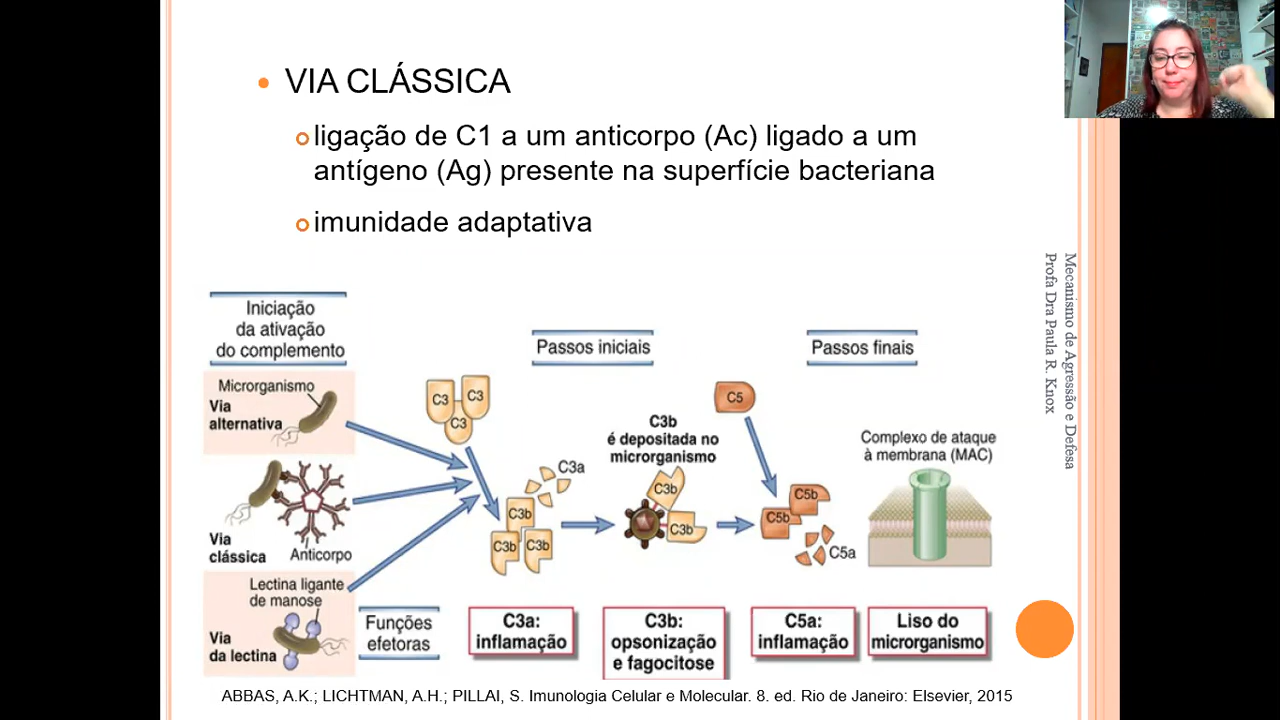 VIA CLÁSSICA
ligação de C1 a um anticorpo (Ac) ligado a um
antígeno (Ag) presente na superfície bacteriana
imunidade adaptativa
Mecanismo de Agressão e Defesa
Profa Dra Paula R. Knox
Iniciação
da ativação
do complemento
Passos iniciais
Passos finais
Microrganismo
Via
alternativa
C3
C3
C3
C5
C3b
é depositada no
microrganismo
Complexo de ataque
à membrana (MAC)
C3a
C3b
C3b
C3b
C3b
C3b
C5b
C5b
C5a
Via
clássica
Anticorpo
Lectina ligante
de manose
Via
da lectina
Funções
efetoras
C3a:
inflamação
C3b:
opsonização
e fagocitose
C5a:
inflamação
Liso do
microrganismo
ABBAS, A.K.; LICHTMAN, A.H.; PILLAI, S. Imunologia Celular e Molecular. 8. ed. Rio de Janeiro: Elsevier, 2015